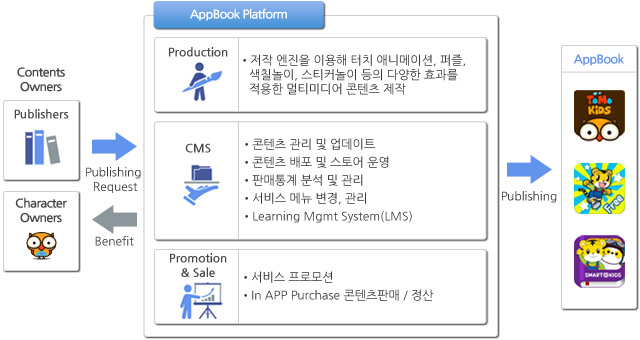 AppBook Platform
Contents
Owners
Publishers
Character
Owners
Publishing
Request
Benefit
Production
• 저작 엔진을 이용해 터치 애니메이션, 퍼즐,
색칠놀이, 스티커놀이 등의 다양한 효과를
적용한 멀티미디어 콘텐츠 제작
CMS
• 콘텐츠 관리 및 업데이트
• 콘텐츠 배포 및 스토어 운영
• 판매통계 분석 및 관리
• 서비스 메뉴 변경, 관리
• Learning Mgmt System(LMS)
Promotion
& Sale
• 서비스 프로모션
• In APP Purchase 콘텐츠판매 / 정산
Publishing
AppBook
ToMo
KiDS
Free
SMART KIDS